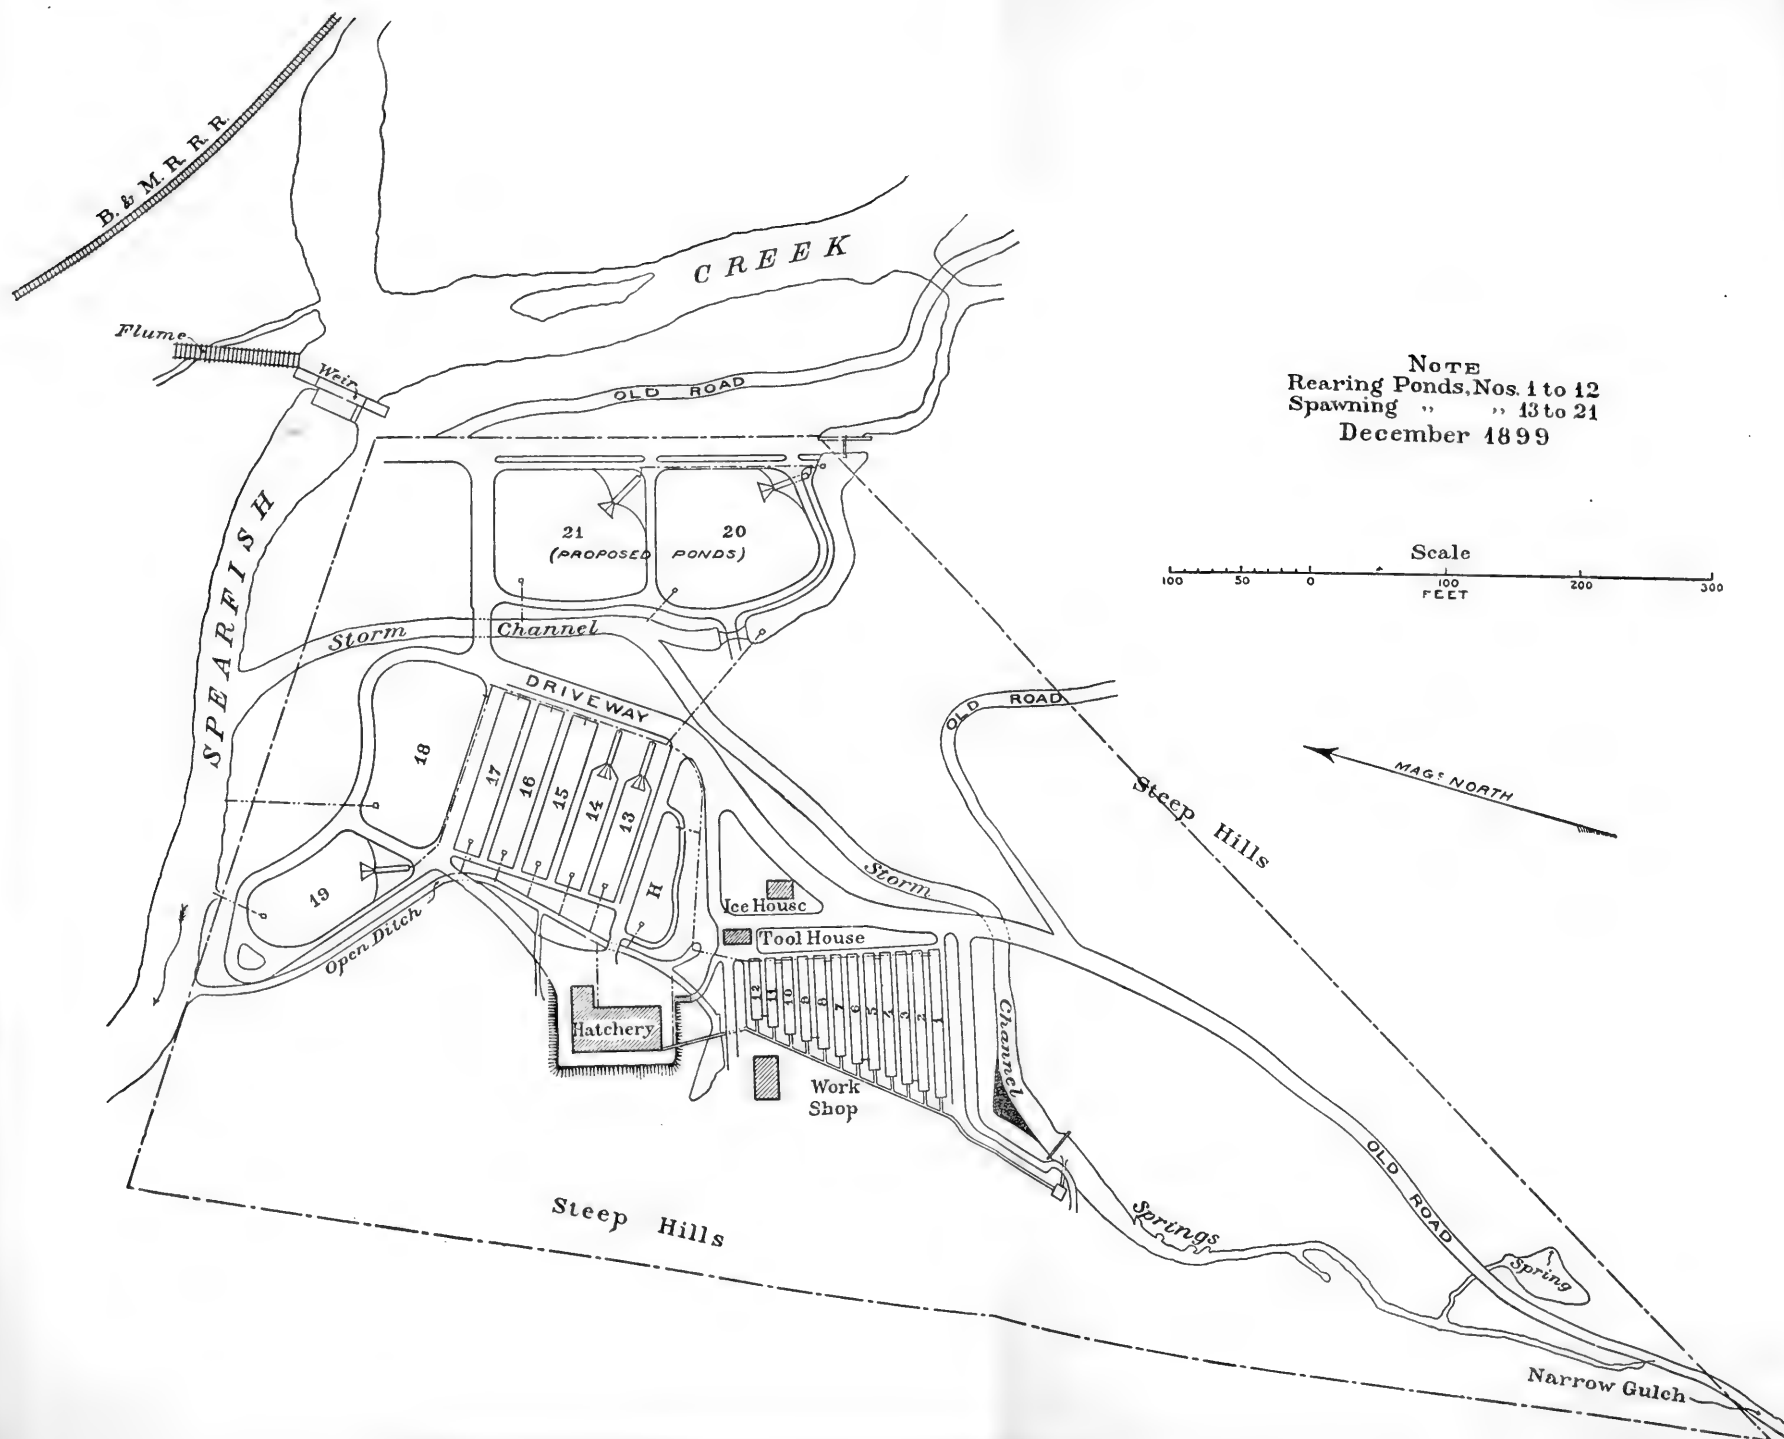 B. & M. R. R. R.
CREEK
Flume
Weir
OLD ROAD
NOTE
Rearing Ponds, Nos. 1 to 12
Spawning „ „ 13 to 21
December 1899
SPEARFISH
21
20
(PROPOSED PONDS)
Scale
100 50 0 100 200 300
FEET
Storm Channel
DRIVEWAY
OLD ROAD
MAGc NORTH
Steep Hills
18
17
16
15
14
13
19
H
Storm
Ice House
Tool House
Open Ditch
12
11
10
9
8
7
6
5
4
3
2
1
Channel
Hatchery
Work
Shop
OLD ROAD
Steep Hills
Springs
Spring
Narrow Gulch